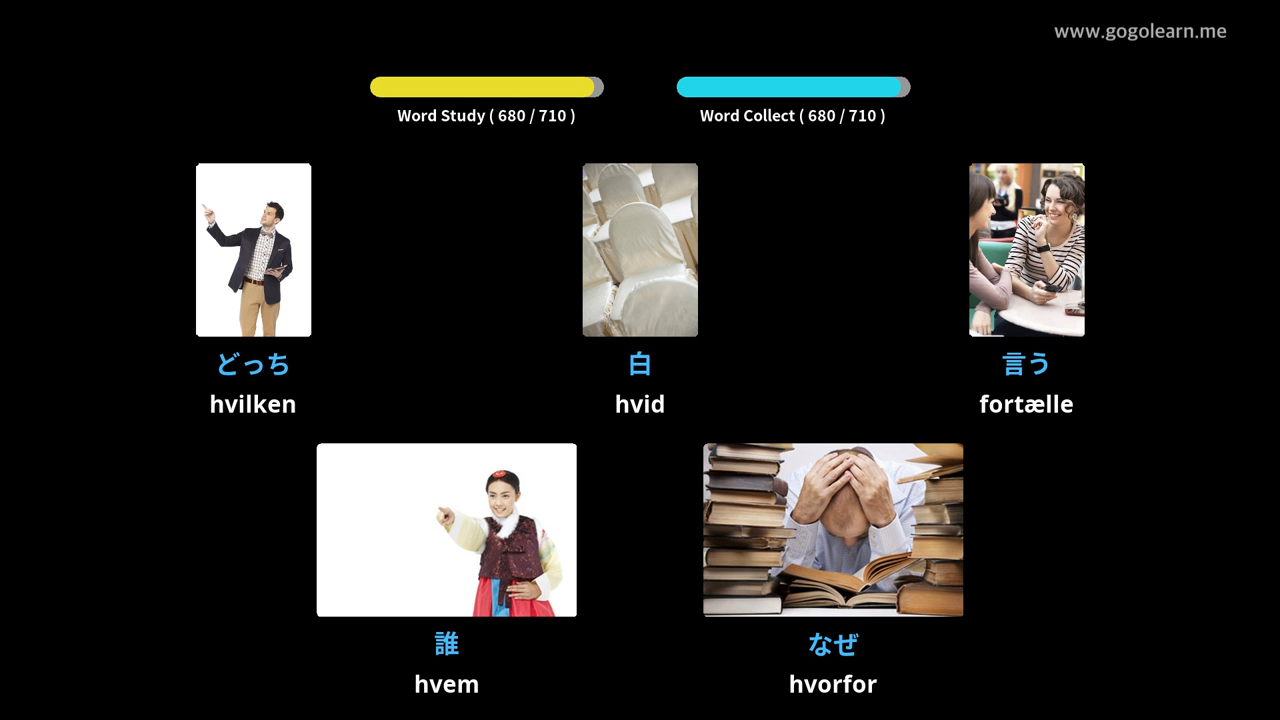 www.gogolearn.me
Word Study ( 680 / 710 )
Word Collect ( 680 / 710 )
どっち
hvilken
白
hvid
言う
fortælle
誰
hvem
なぜ
hvorfor